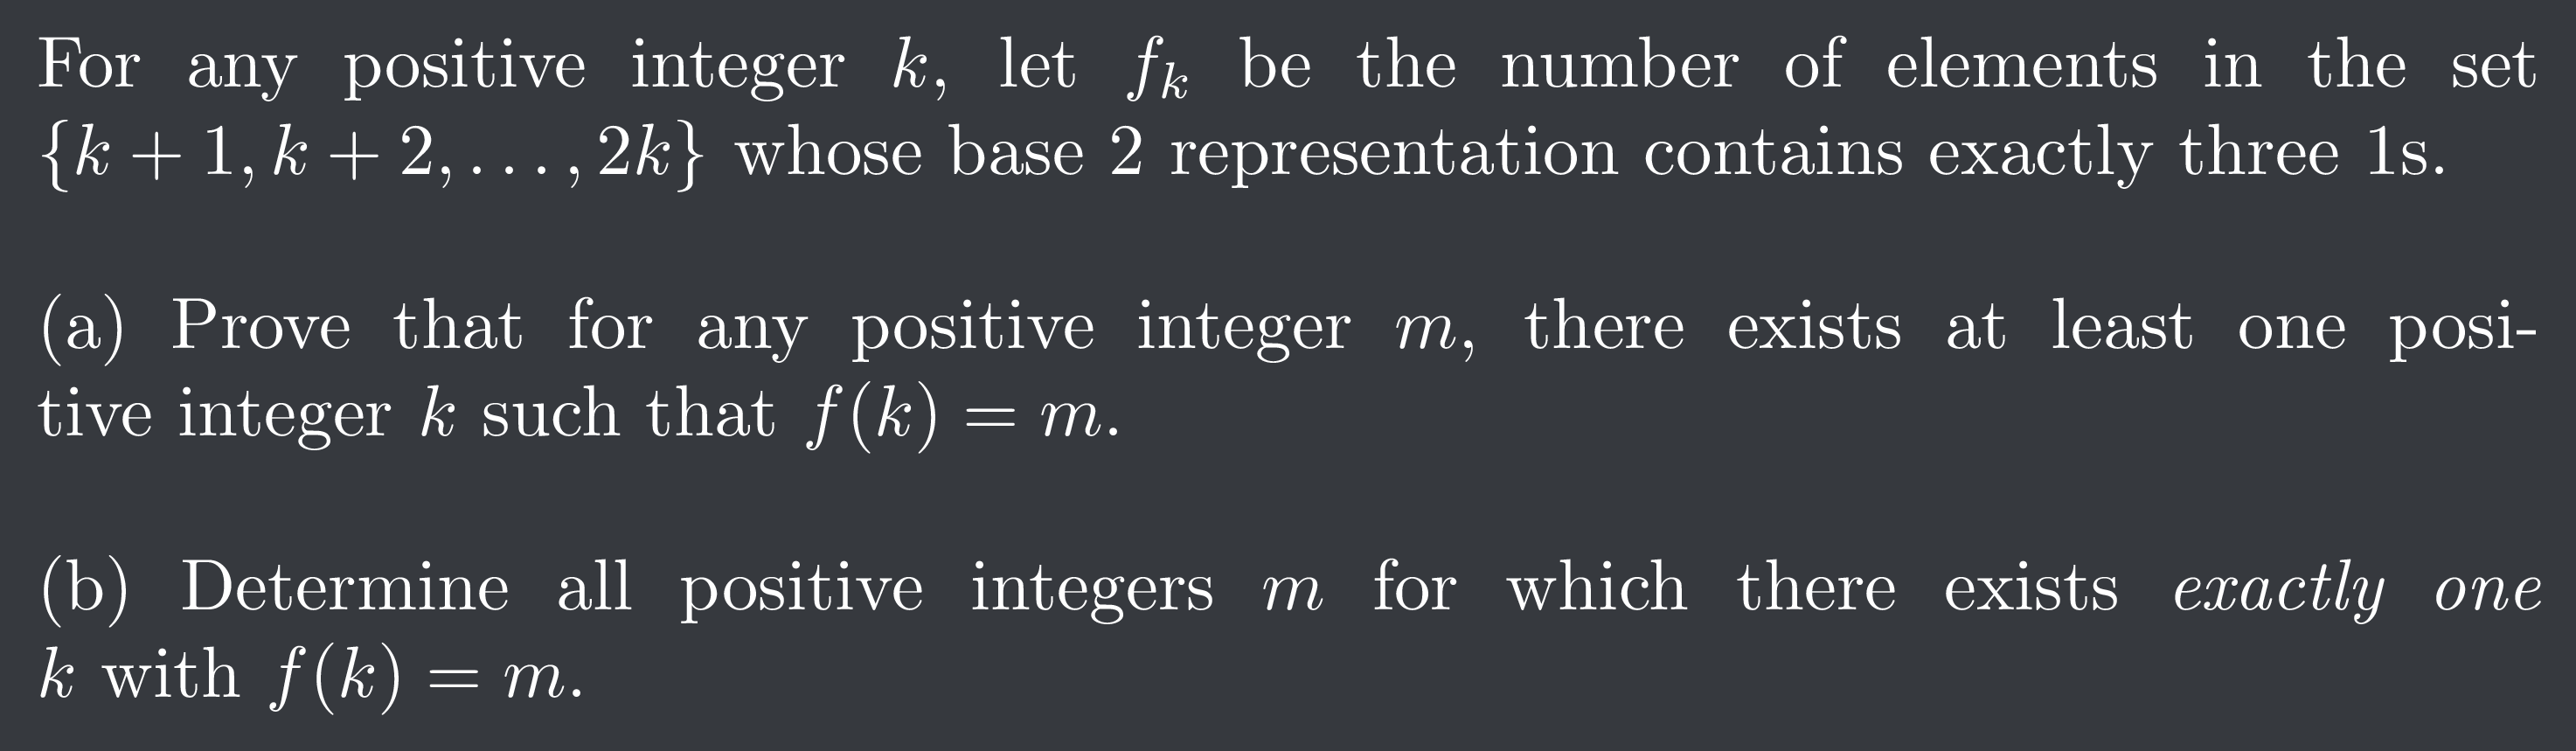 For any positive integer k, let f_k be the number of elements in the set
{k + 1, k + 2, . . . , 2k} whose base 2 representation contains exactly three 1s.
(a) Prove that for any positive integer m, there exists at least one posi-
tive integer k such that f(k) = m.
(b) Determine all positive integers m for which there exists exactly one
k with f(k) = m.